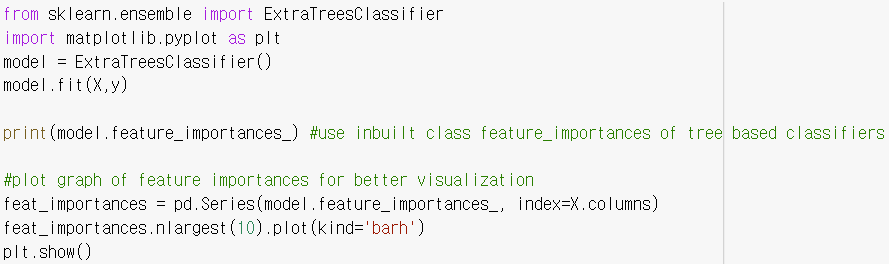 from sklearn.ensemble import ExtraTreesClassifier
import matplotlib.pyplot as plt
model = ExtraTreesClassifier()
model.fit(X,y)
print(model.feature_importances_) #use inbuilt class feature_importances of tree based classifiers
#plot graph of feature importances for better visualization
feat_importances = pd.Series(model.feature_importances_, index=X.columns)
feat_importances.nlargest(10).plot(kind='barh')
plt.show()